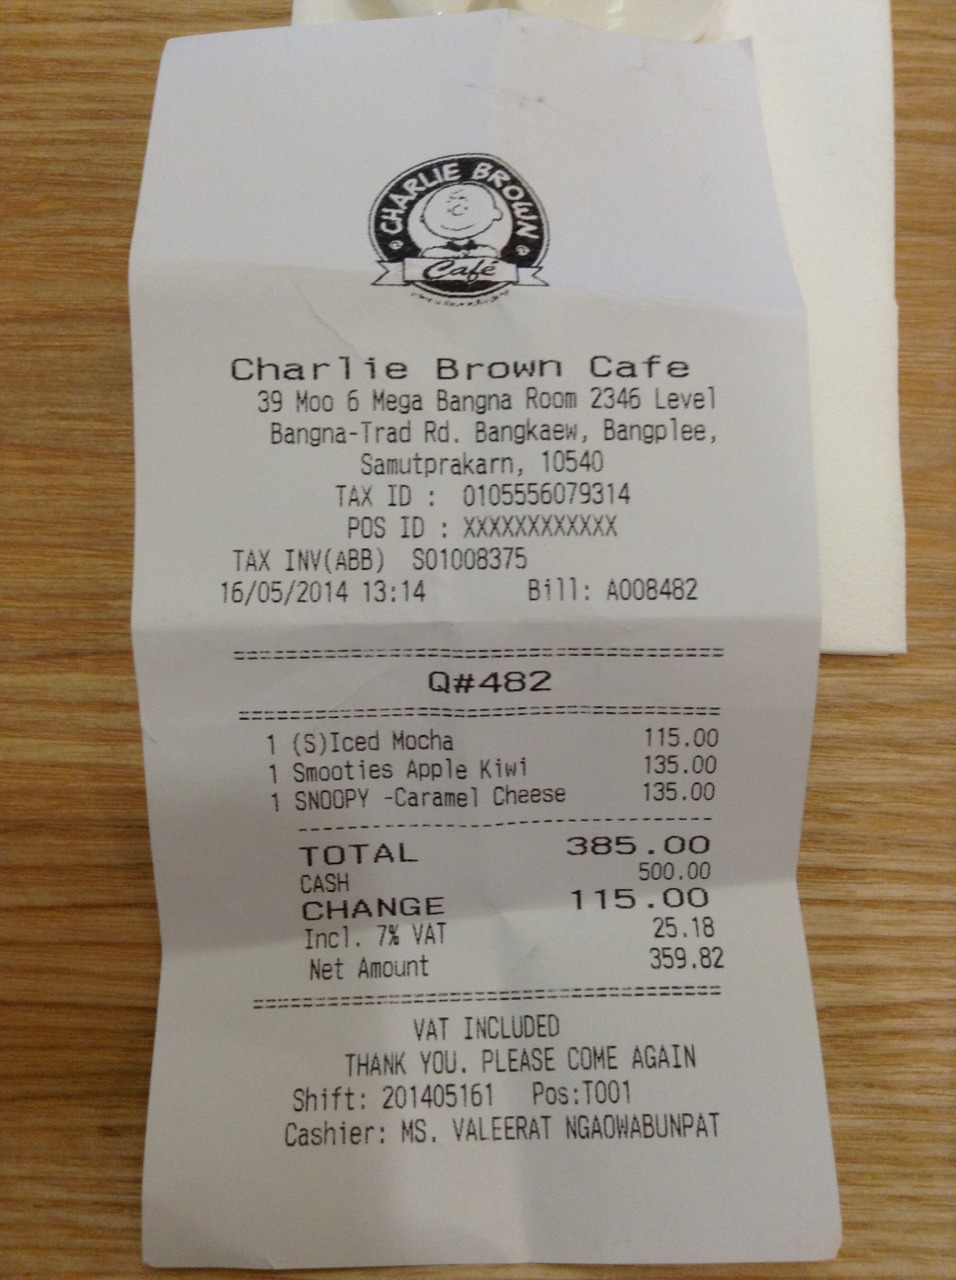 CHARLIE BROWN
Café
Charlie Brown Cafe
39 Moo 6 Mega Bangna Room 2346 Level
Bangna-Trad Rd. Bangkaew, Bangplee,
Samutprakarn, 10540
TAX ID : 0105556079314
POS ID : XXXXXXXXXXXX
TAX INV(ABB) S01008375
16/05/2014 13:14 Bill: A008482
Q#482
1 (S)Iced Mocha 115.00
1 Smooties Apple Kiwi 135.00
1 SNOOPY -Caramel Cheese 135.00
TOTAL 385.00
CASH 500.00
CHANGE 115.00
Incl. 7% VAT 25.18
Net Amount 359.82
VAT INCLUDED
THANK YOU. PLEASE COME AGAIN
Shift: 201405161 Pos:T001
Cashier: MS. VALEERAT NGAOWABUNPAT